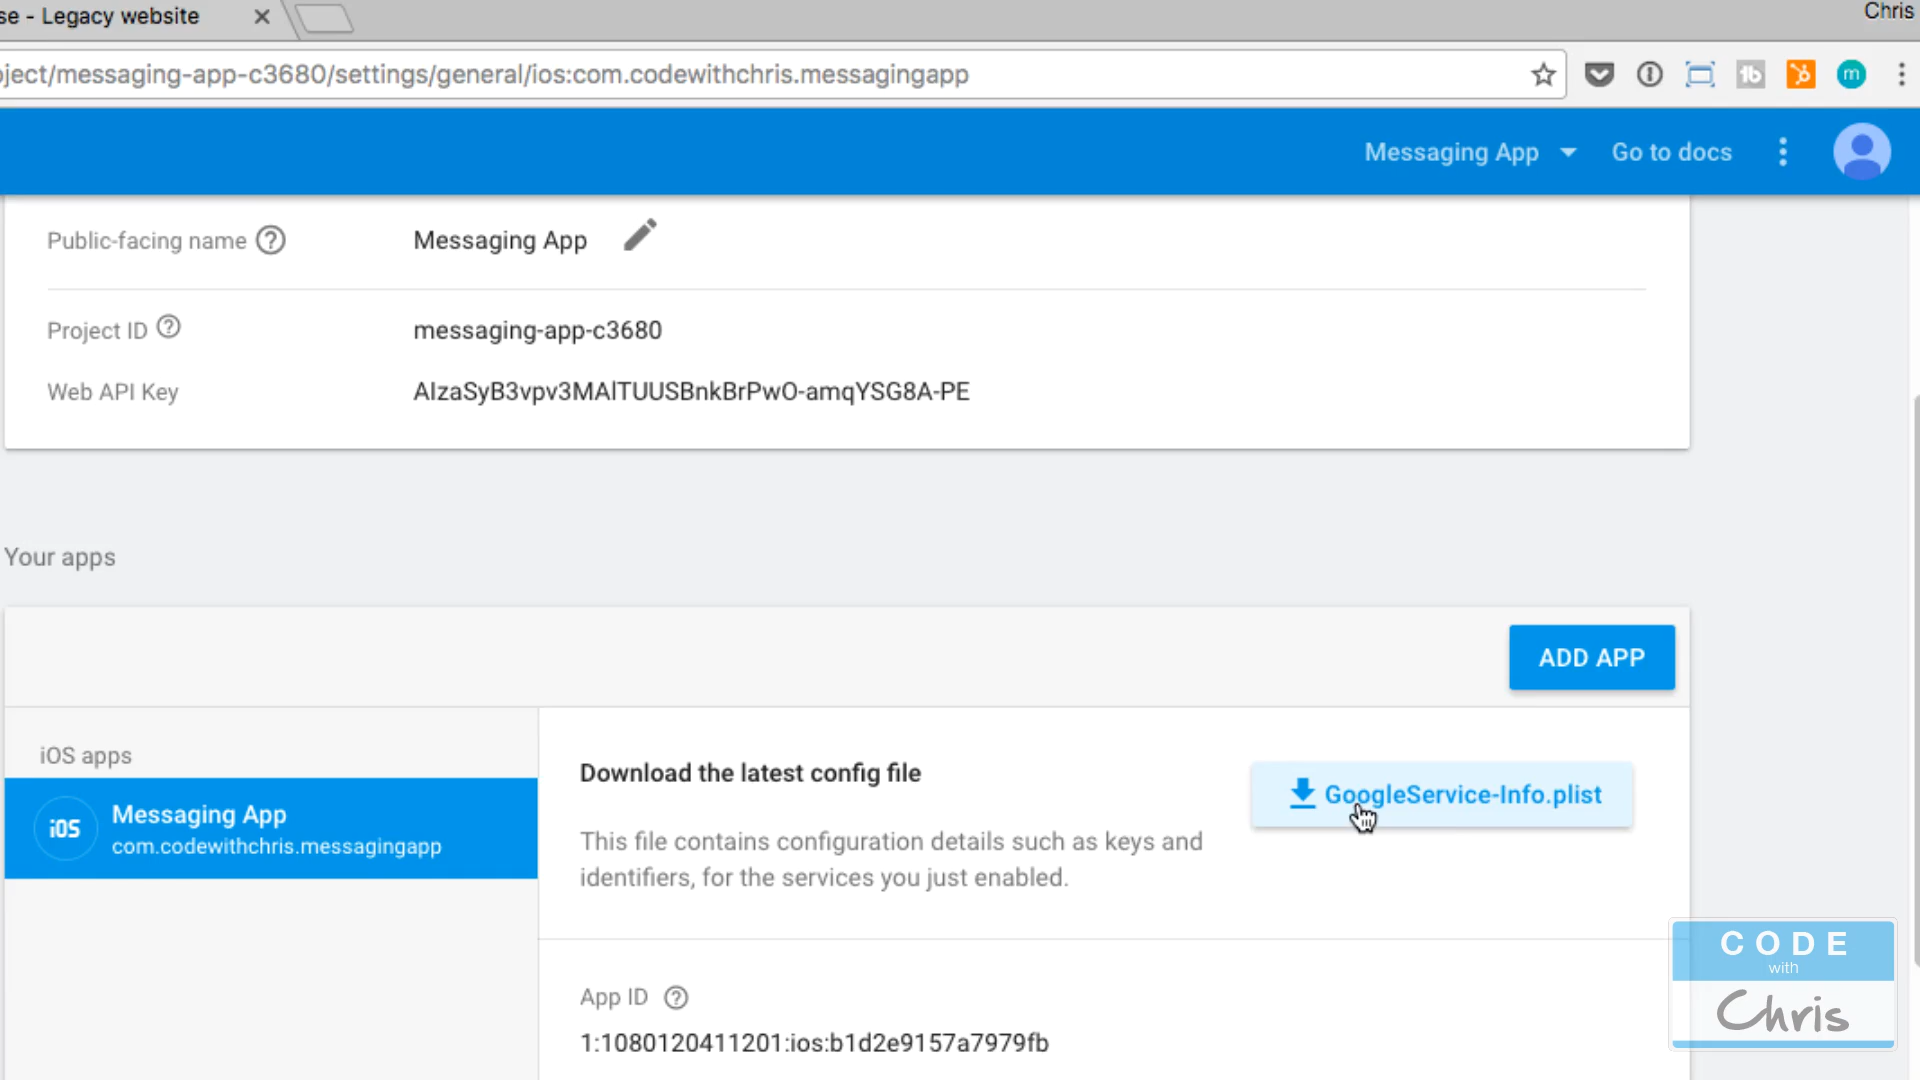 se - Legacy website
Chris
ject/messaging-app-c3680/settings/general/ios:com.codewithchris.messagingapp
Messaging App
Go to docs
Public-facing name
Messaging App
Project ID
messaging-app-c3680
Web API Key
AIzaSyB3vpv3MAlTUUSBnkBrPwO-amqYSG8A-PE
Your apps
ADD APP
iOS apps
iOS
Messaging App
com.codewithchris.messagingapp
Download the latest config file
GoogleService-Info.plist
This file contains configuration details such as keys and
identifiers, for the services you just enabled.
App ID
1:1080120411201:ios:b1d2e9157a7979fb
CODE
with
Chris